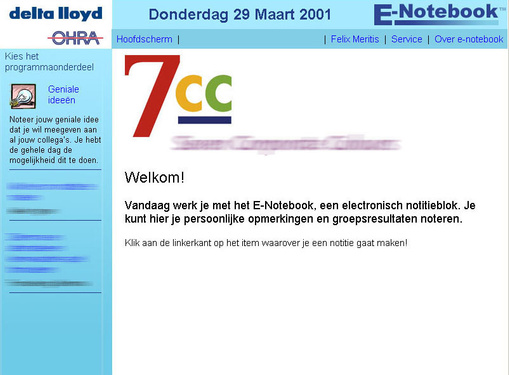 delta lloyd
OHRA
Donderdag 29 Maart 2001
E-Notebook™
Hoofdscherm |
| Felix Meritis | Service | Over e-notebook
Kies het
programmaonderdeel
Geniale
ideeën
Noteer jouw geniale idee
dat je wil meegeven aan
al jouw collega's. Je hebt
de gehele dag de
mogelijkheid dit te doen.
7cc
Welkom!
Vandaag werk je met het E-Notebook, een electronisch notitieblok. Je
kunt hier je persoonlijke opmerkingen en groepsresultaten noteren.
Klik aan de linkerkant op het item waarover je een notitie gaat maken!